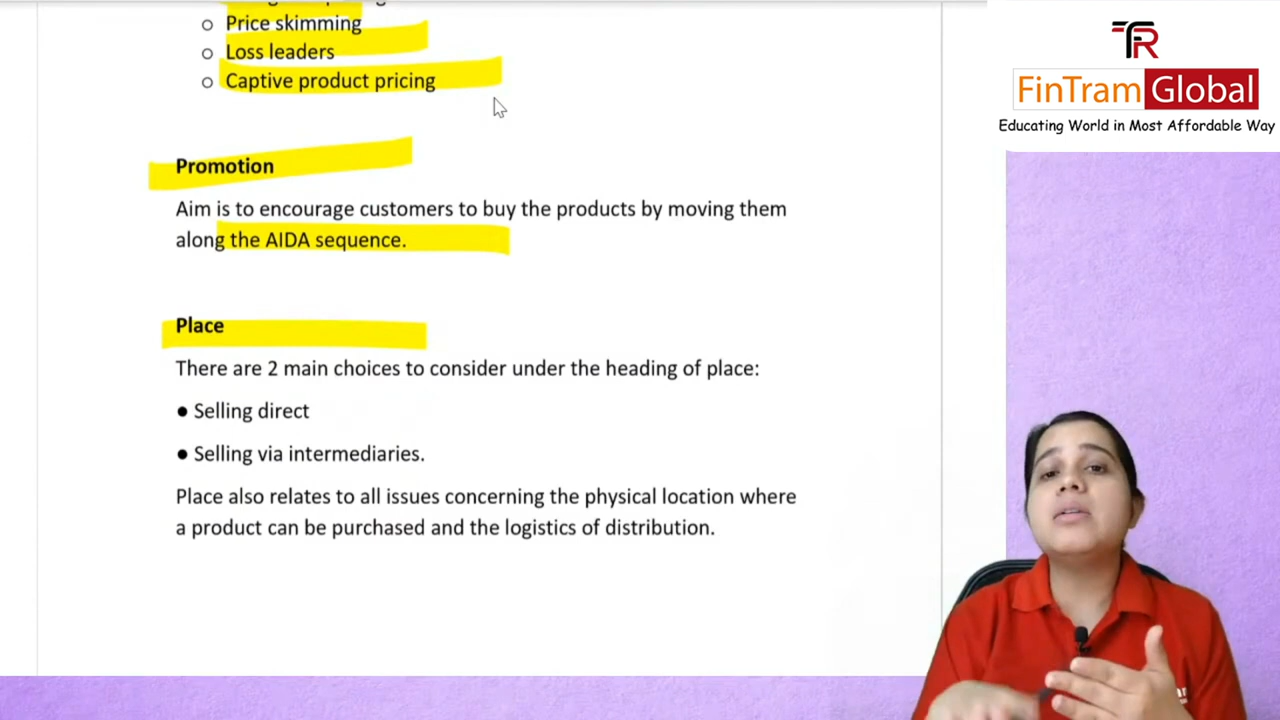 ○ Price skimming
○ Loss leaders
○ Captive product pricing
Promotion
Aim is to encourage customers to buy the products by moving them
along the AIDA sequence.
Place
There are 2 main choices to consider under the heading of place:
● Selling direct
● Selling via intermediaries.
Place also relates to all issues concerning the physical location where
a product can be purchased and the logistics of distribution.
FinTram Global
Educating World in Most Affordable Way